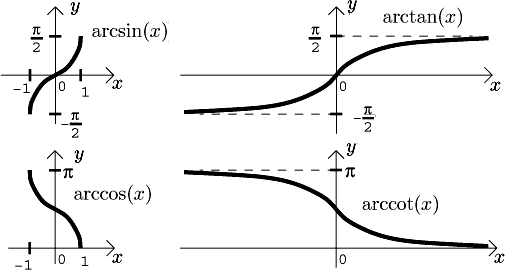 y
π/2
arcsin(x)
-1
0
1
x
-π/2
y
π/2
arctan(x)
0
x
-π/2
y
π
arccos(x)
-1
0
1
x
y
π
arccot(x)
0
x